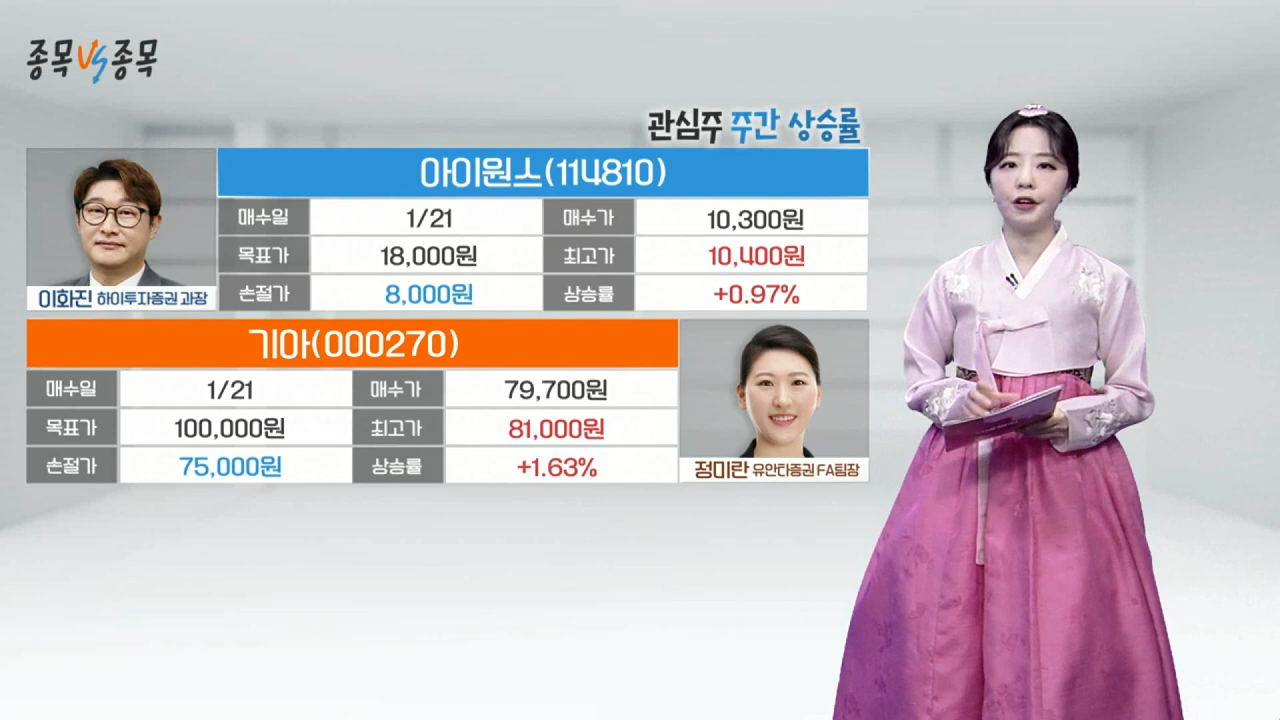 종목VS종목
관심주 주간 상승률
아이원스(114810)
매수일 1/21 매수가 10,300원
목표가 18,000원 최고가 10,400원
손절가 8,000원 상승률 +0.97%
이화진 하이투자증권 과장
기아(000270)
매수일 1/21 매수가 79,700원
목표가 100,000원 최고가 81,000원
손절가 75,000원 상승률 +1.63%
정미란 유안타증권 FA팀장